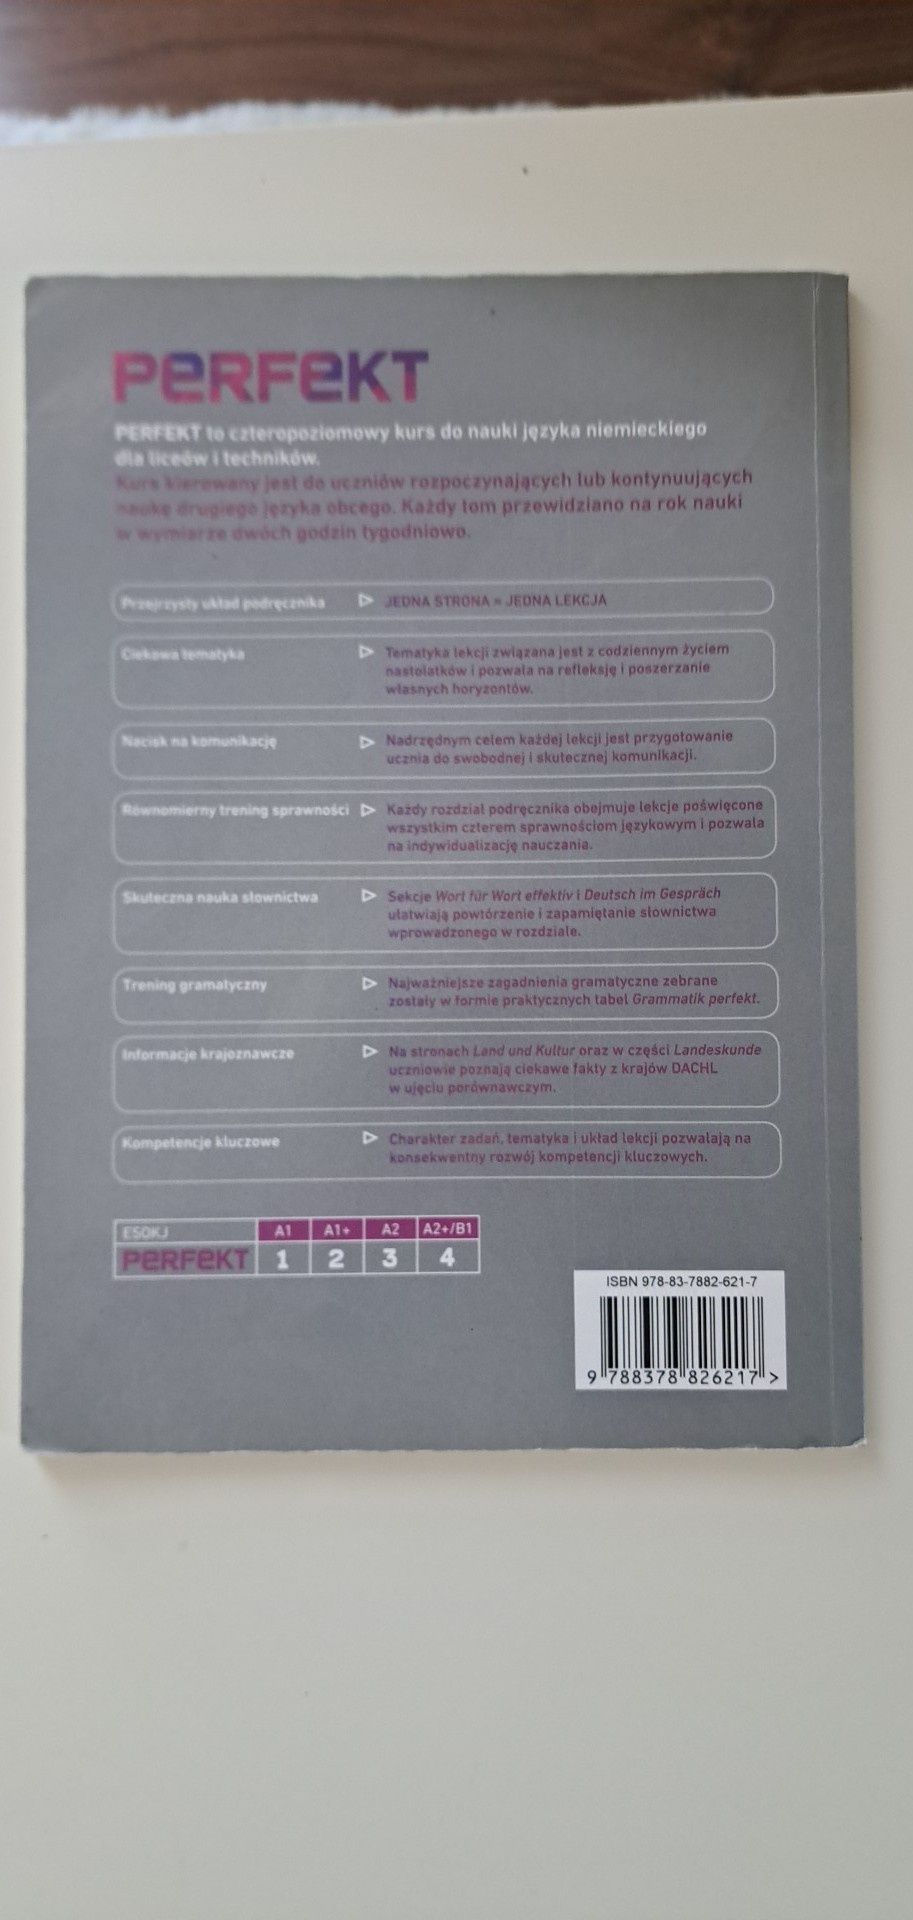 PERFEKT
PERFEKT to czteropoziomowy kurs do nauki języka niemieckiego
dla liceów i techników.
Kurs kierowany jest do uczniów rozpoczynających lub kontynuujących
naukę drugiego języka obcego. Każdy tom przewidziano na rok nauki
w wymiarze dwóch godzin tygodniowo.
Przejrzysty układ podręcznika ▷ JEDNA STRONA = JEDNA LEKCJA
Ciekawa tematyka ▷ Tematyka lekcji związana jest z codziennym życiem
nastolatków i pozwala na refleksję i poszerzanie
własnych horyzontów.
Nacisk na komunikację ▷ Nadrzędnym celem każdej lekcji jest przygotowanie
ucznia do swobodnej i skutecznej komunikacji.
Równomierny trening sprawności ▷ Każdy rozdział podręcznika obejmuje lekcje poświęcone
wszystkim czterem sprawnościom językowym i pozwala
na indywidualizację nauczania.
Skuteczna nauka słownictwa ▷ Sekcje Wort für Wort effektiv i Deutsch im Gespräch
ułatwiają powtórzenie i zapamiętanie słownictwa
wprowadzonego w rozdziale.
Trening gramatyczny ▷ Najważniejsze zagadnienia gramatyczne zebrane
zostały w formie praktycznych tabel Grammatik perfekt.
Informacje krajoznawcze ▷ Na stronach Land und Kultur oraz w części Landeskunde
uczniowie poznają ciekawe fakty z krajów DACHL
w ujęciu porównawczym.
Kompetencje kluczowe ▷ Charakter zadań, tematyka i układ lekcji pozwalają na
konsekwentny rozwój kompetencji kluczowych.
ESOKJ A1 A1+ A2 A2+/B1
PERFEKT 1 2 3 4
ISBN 978-83-7882-621-7
9 788378 826217 >